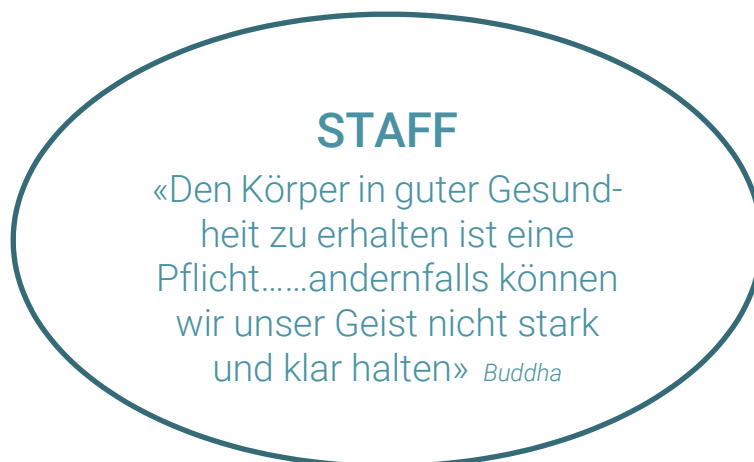 STAFF
«Den Körper in guter Gesund-
heit zu erhalten ist eine
Pflicht......andernfalls können
wir unser Geist nicht stark
und klar halten» Buddha